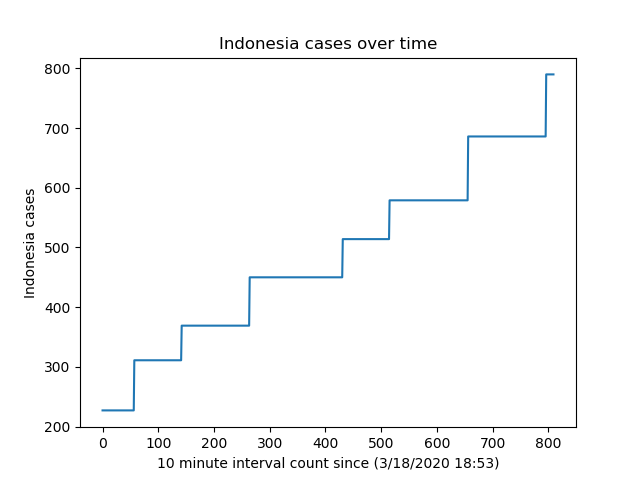 Indonesia cases over time
Indonesia cases
800
700
600
500
400
300
200
0 100 200 300 400 500 600 700 800
10 minute interval count since (3/18/2020 18:53)